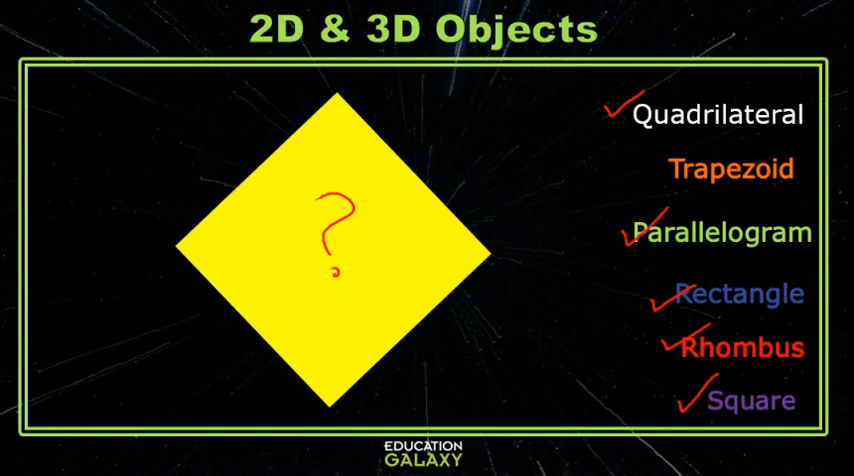 2D & 3D Objects
?
Quadrilateral
Trapezoid
Parallelogram
Rectangle
Rhombus
Square
EDUCATION
GALAXY